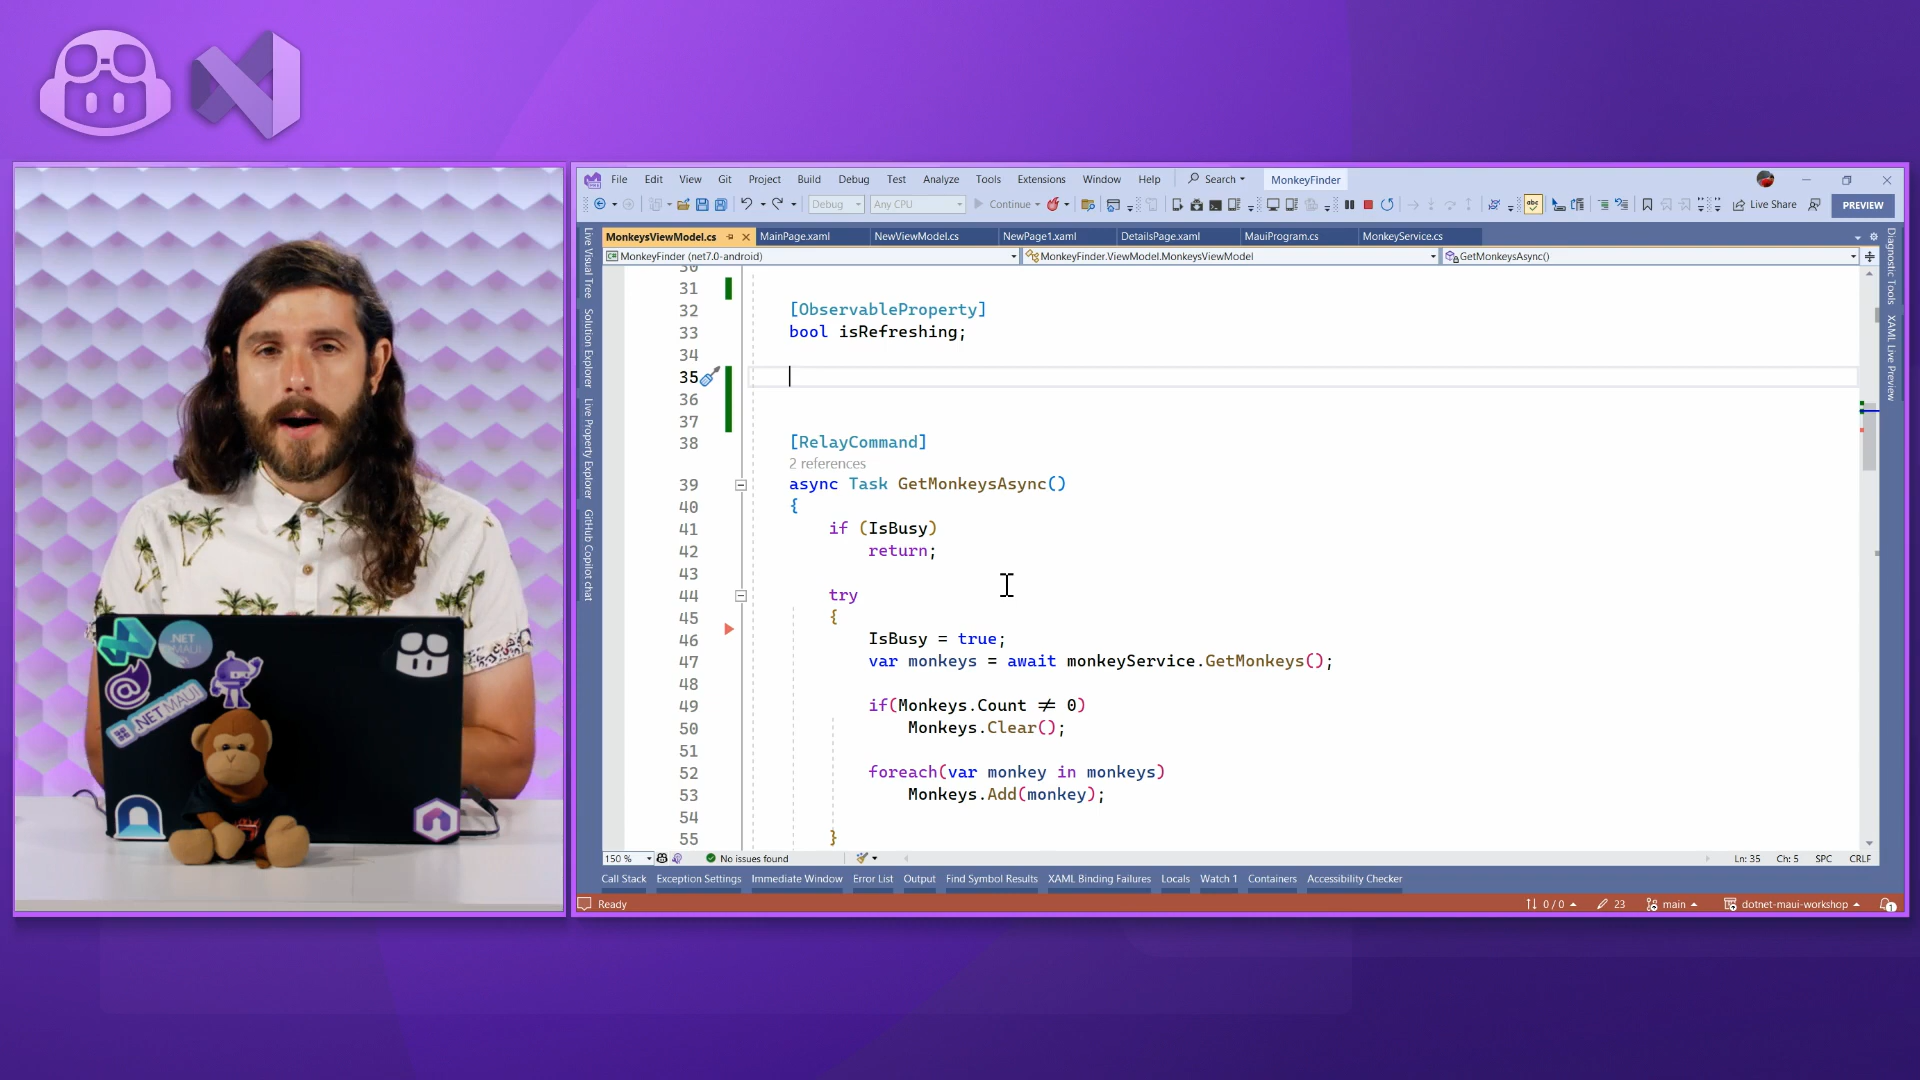 File Edit View Git Project Build Debug Test Analyze Tools Extensions Window Help Search MonkeyFinder
Debug Any CPU Continue abc Live Share PREVIEW
MonkeysViewModel.cs MainPage.xaml NewViewModel.cs NewPage1.xaml DetailsPage.xaml MauiProgram.cs MonkeyService.cs
MonkeyFinder (net7.0-android) MonkeyFinder.ViewModel.MonkeysViewModel GetMonkeysAsync()
Live Visual Tree
Solution Explorer
Live Property Explorer
GitHub Copilot chat
30
31
32 [ObservableProperty]
33 bool isRefreshing;
34
35
36
37
38 [RelayCommand]
2 references
39 async Task GetMonkeysAsync()
40 {
41 if (IsBusy)
42 return;
43
44 try
45 {
46 IsBusy = true;
47 var monkeys = await monkeyService.GetMonkeys();
48
49 if(Monkeys.Count ≠ 0)
50 Monkeys.Clear();
51
52 foreach(var monkey in monkeys)
53 Monkeys.Add(monkey);
54
55 }
Diagnostic Tools
XAML Live Preview
150 % No issues found Ln: 35 Ch: 5 SPC CRLF
Call Stack Exception Settings Immediate Window Error List Output Find Symbol Results XAML Binding Failures Locals Watch 1 Containers Accessibility Checker
Ready 0 / 0 23 main dotnet-maui-workshop 1
.NET
MAUI
.NET MAUI